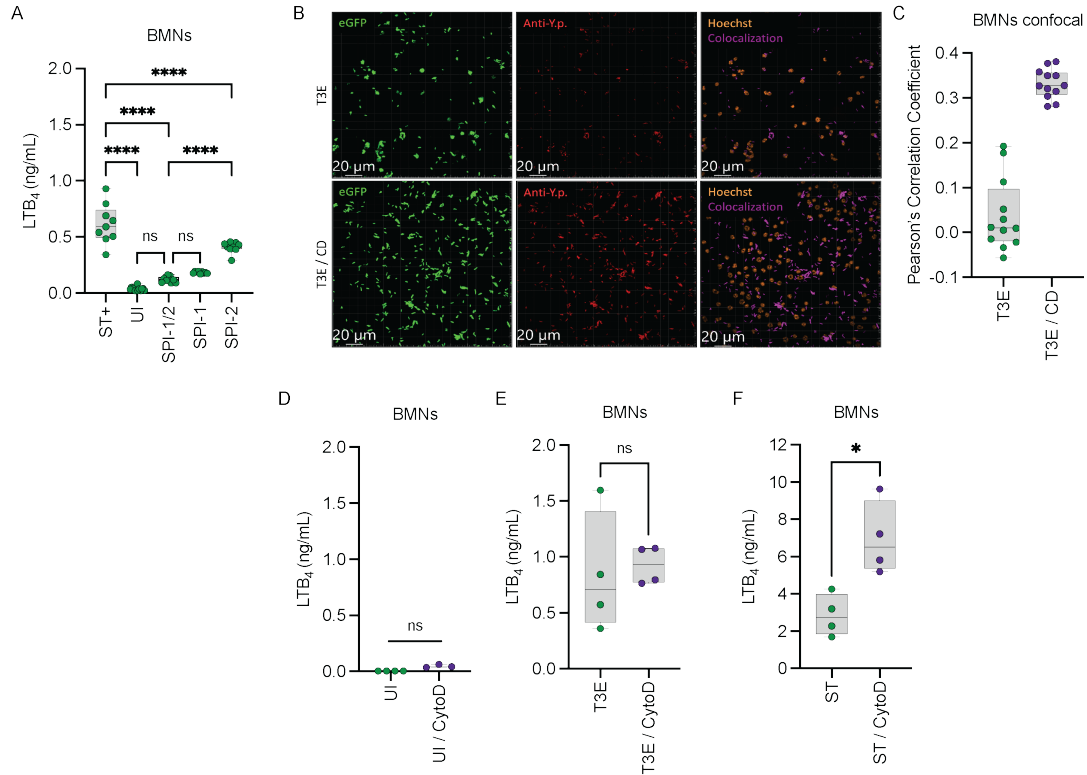 A
BMNs
LTB4 (ng/mL)
2.0
1.5
1.0
0.5
0.0
****
****
****
****
ns
ns
ST+
UI
SPI-1/2
SPI-1
SPI-2
B
eGFP
Anti-Y.p.
Hoechst
Colocalization
T3E
20 µm
20 µm
20 µm
eGFP
Anti-Y.p.
Hoechst
Colocalization
T3E / CD
20 µm
20 µm
20 µm
C
BMNs confocal
Pearson's Correlation Coefficient
0.4
0.3
0.2
0.1
0.0
-0.1
T3E
T3E / CD
D
BMNs
LTB4 (ng/mL)
2.0
1.5
1.0
0.5
0.0
ns
UI
UI / CytoD
E
BMNs
LTB4 (ng/mL)
2.0
1.5
1.0
0.5
0.0
ns
T3E
T3E / CytoD
F
BMNs
LTB4 (ng/mL)
12
10
8
6
4
2
0
*
ST
ST / CytoD